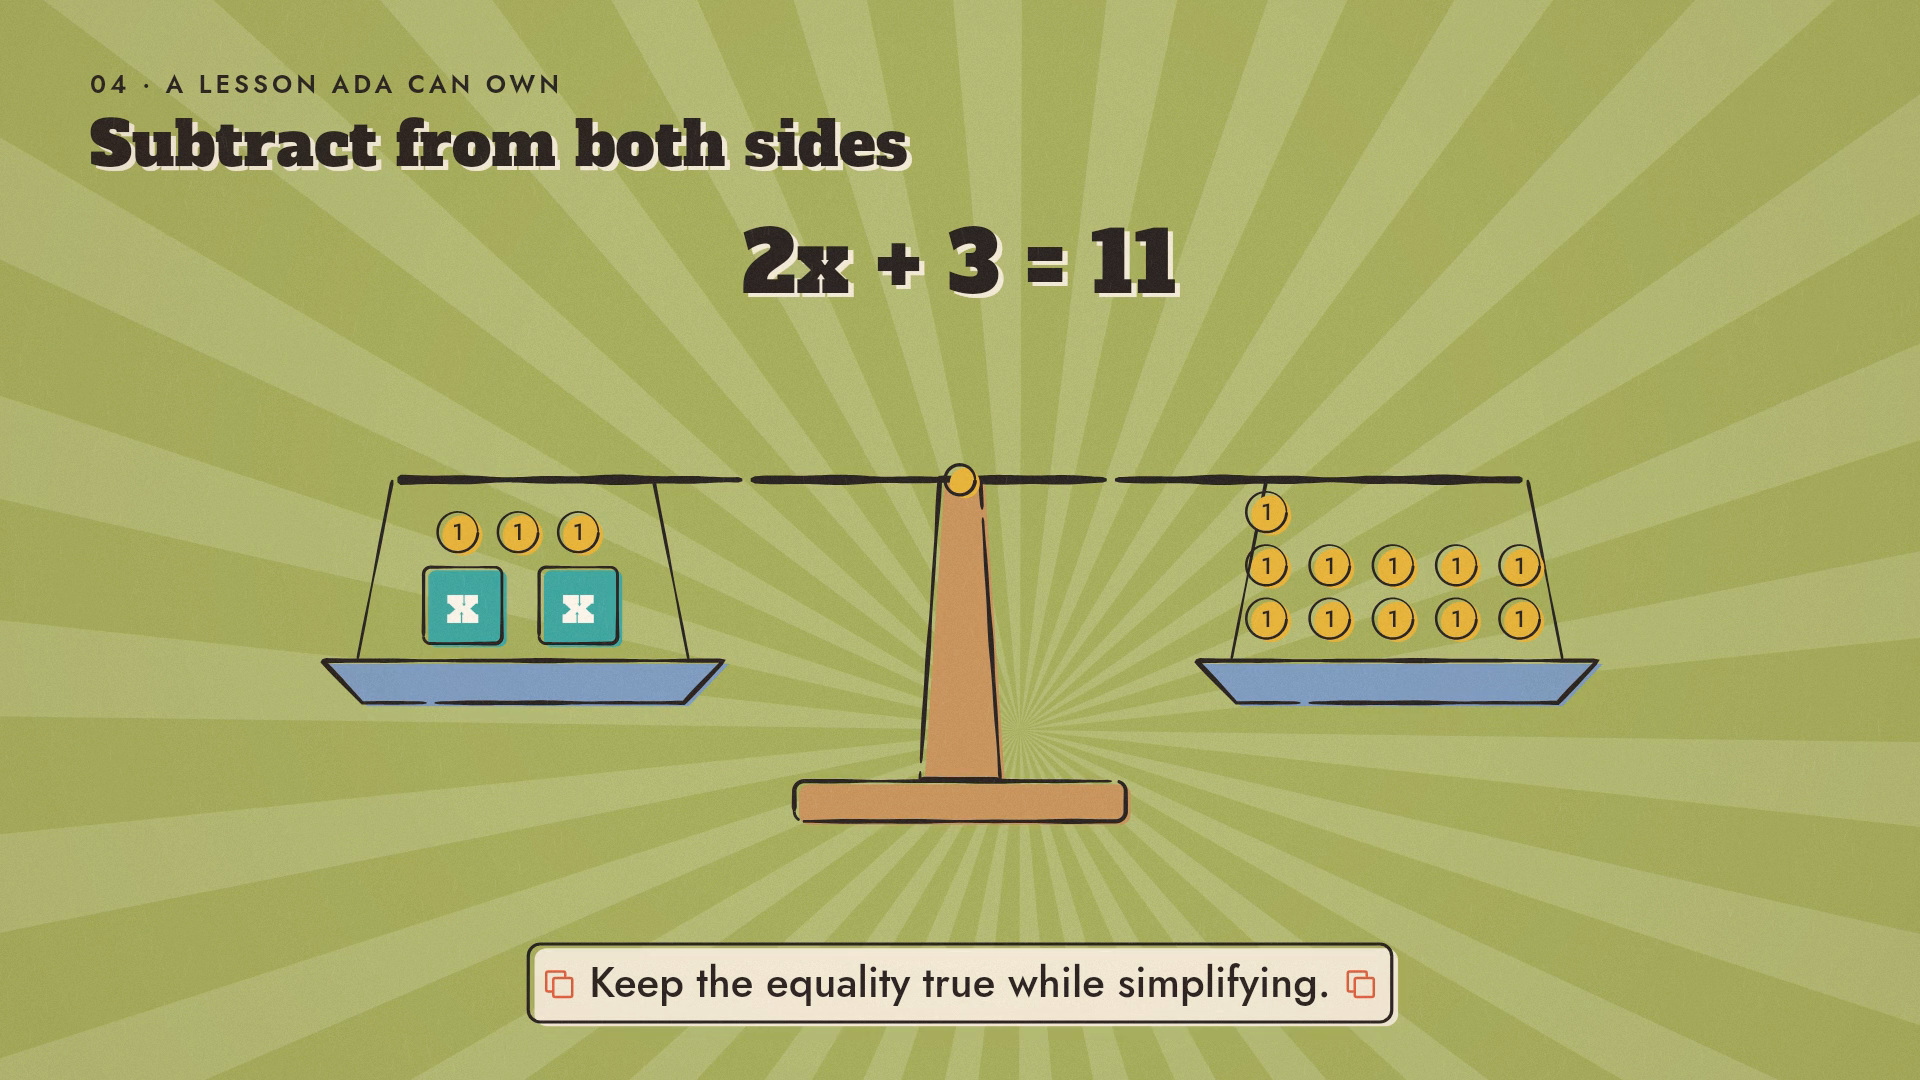 04 · A LESSON ADA CAN OWN
Subtract from both sides
2x + 3 = 11
1 1 1
x x
1
1 1 1 1 1
1 1 1 1 1
Keep the equality true while simplifying.